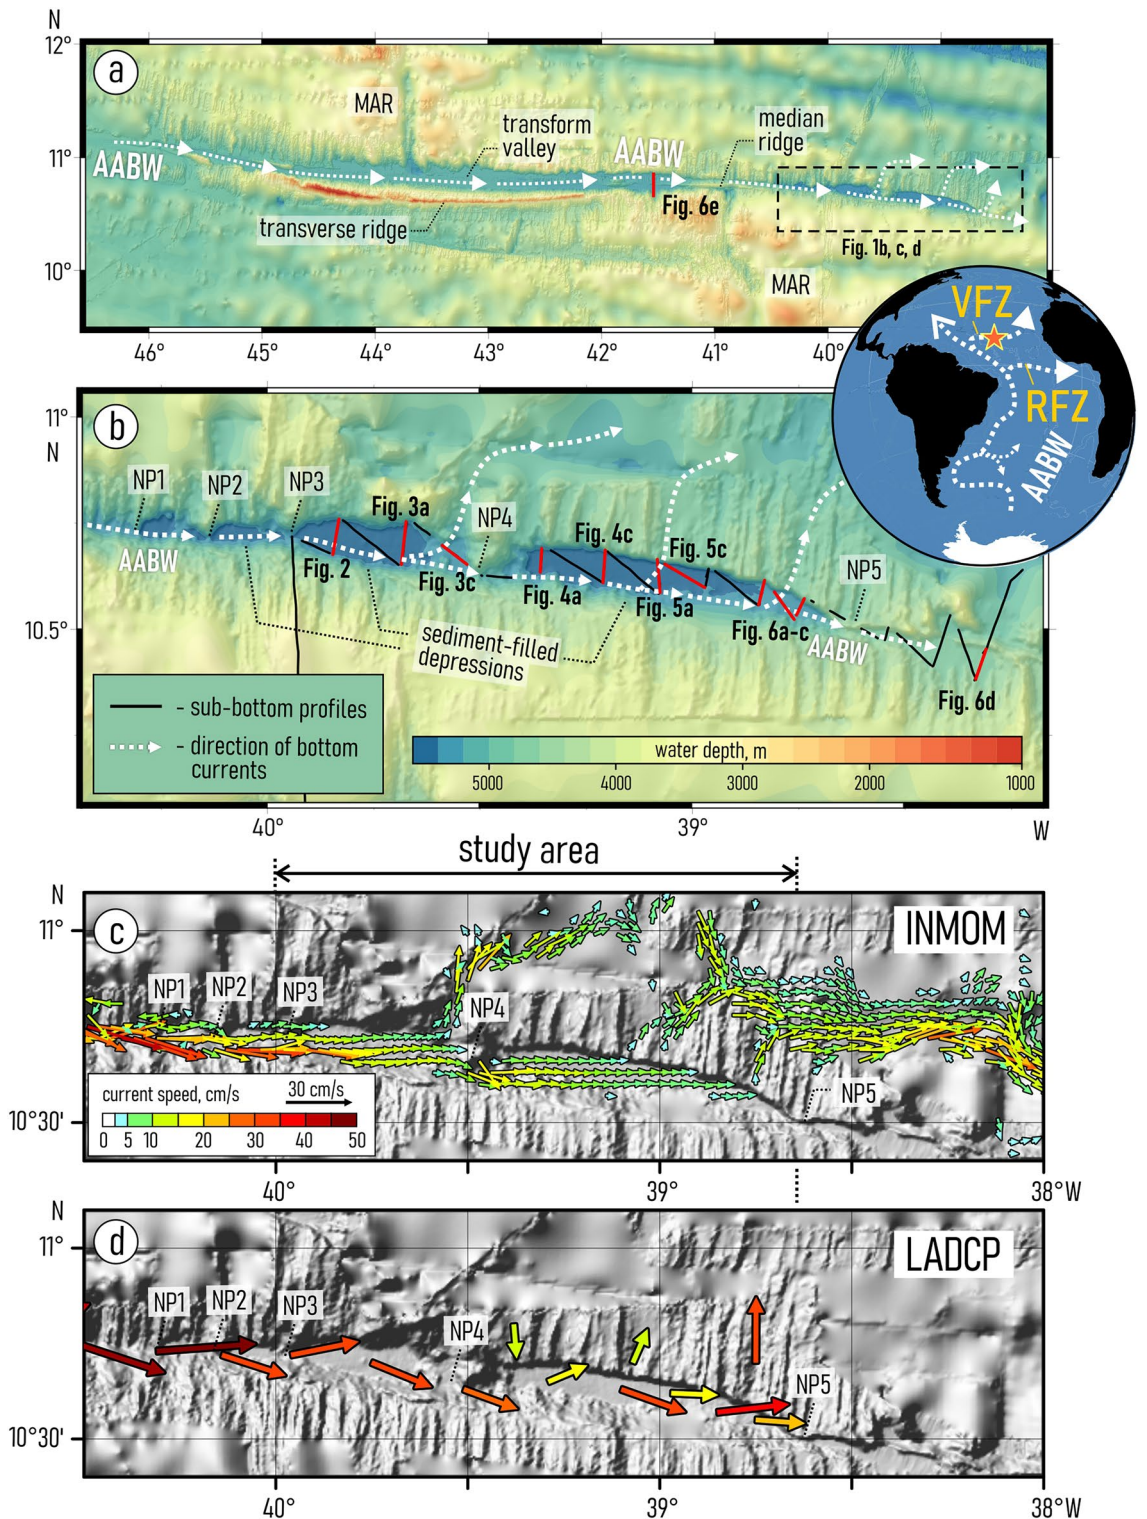 N
12°
a
MAR
transform
valley
AABW
median
ridge
11°
AABW
Fig. 6e
transverse ridge
Fig. 1b, c, d
10°
MAR
46°
45°
44°
43°
42°
41°
40°
VFZ
RFZ
AABW
11°
N
b
NP1
NP2
NP3
Fig. 3a
NP4
Fig. 4c
Fig. 5c
AABW
Fig. 2
Fig. 3c
Fig. 4a
Fig. 5a
NP5
10.5°
sediment-filled
depressions
Fig. 6a-c
AABW
Fig. 6d
- sub-bottom profiles
- direction of bottom
currents
water depth, m
5000
4000
3000
2000
1000
40°
39°
W
study area
N
c
INMOM
11°
NP1
NP2
NP3
NP4
current speed, cm/s
30 cm/s
0
5
10
20
30
40
50
NP5
10°30'
40°
39°
38°W
N
d
LADCP
11°
NP1
NP2
NP3
NP4
NP5
10°30'
40°
39°
38°W